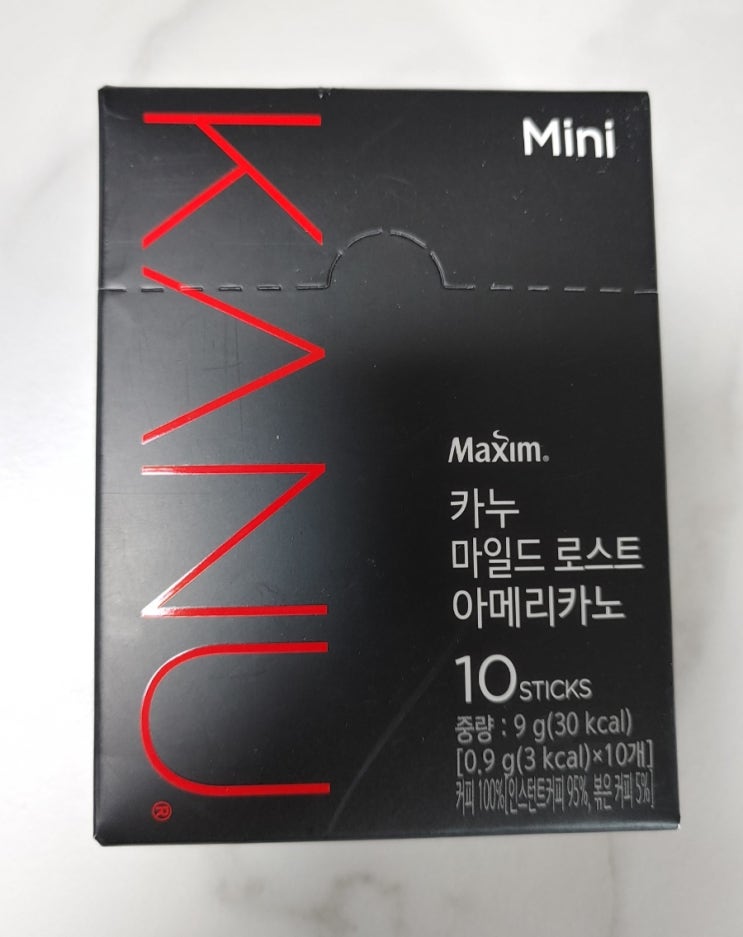 KANU®
Mini
Maxim®
카누
마일드 로스트
아메리카노
10 STICKS
중량 : 9 g(30 kcal)
[0.9 g(3 kcal)×10개]
커피 100%[인스턴트커피 95%, 볶은 커피 5%]